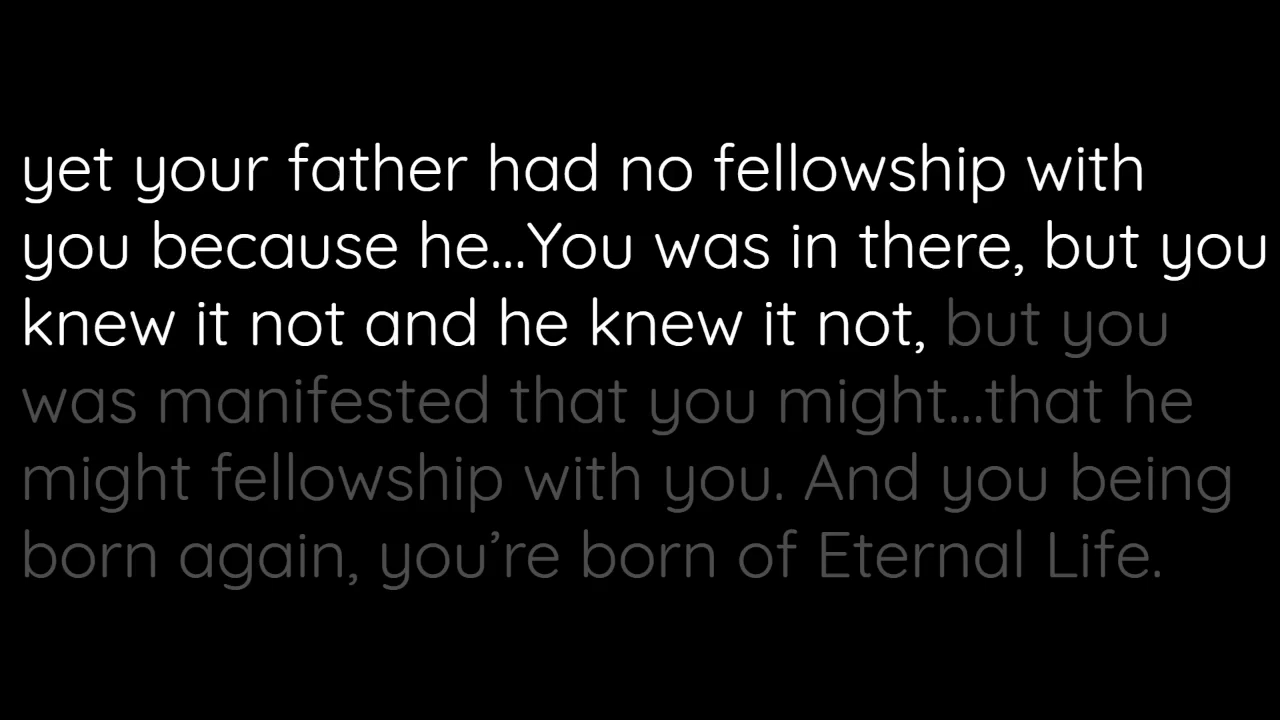 yet your father had no fellowship with
you because he...You was in there, but you
knew it not and he knew it not, but you
was manifested that you might...that he
might fellowship with you. And you being
born again, you’re born of Eternal Life.